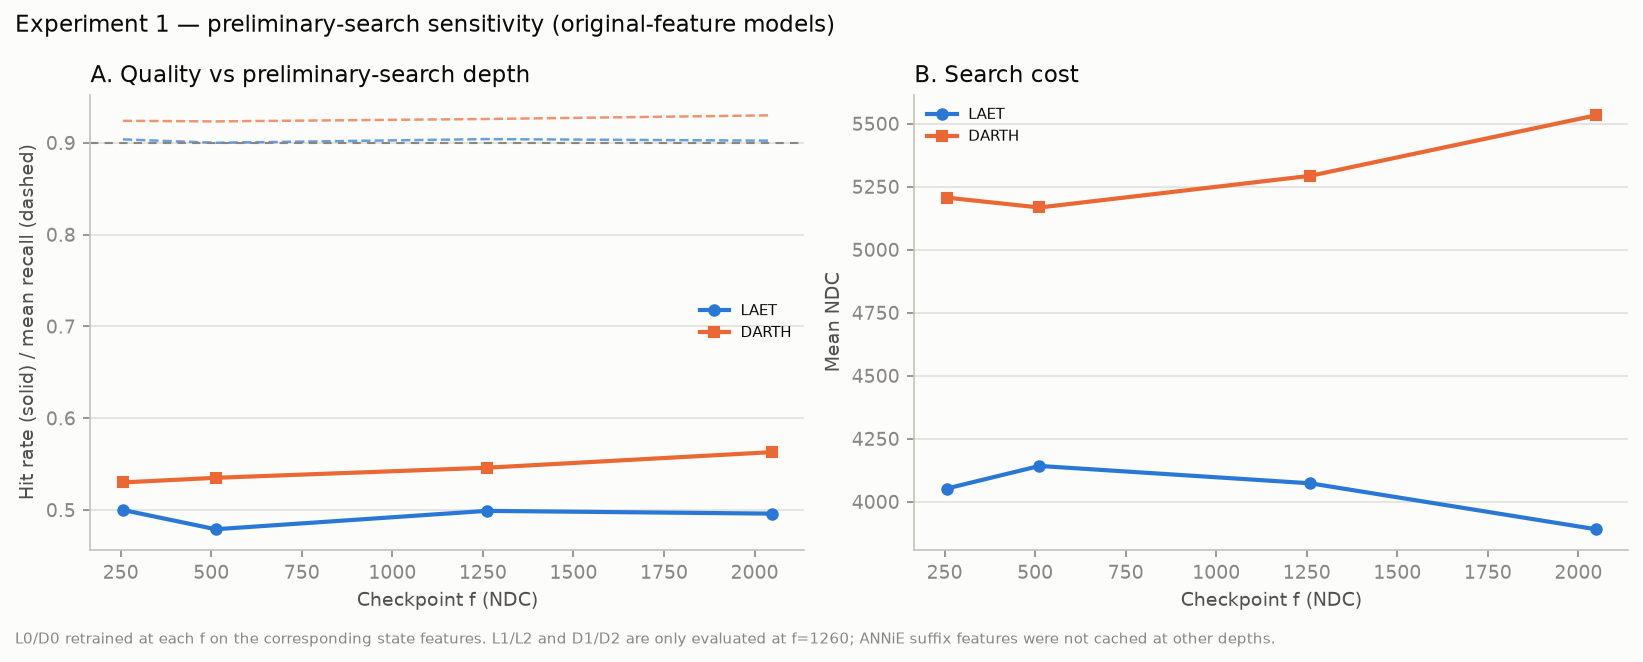 Experiment 1 — preliminary-search sensitivity (original-feature models)
A. Quality vs preliminary-search depth
Hit rate (solid) / mean recall (dashed)
0.9
0.8
0.7
0.6
0.5
LAET
DARTH
250 500 750 1000 1250 1500 1750 2000
Checkpoint f (NDC)
B. Search cost
Mean NDC
5500
5250
5000
4750
4500
4250
4000
LAET
DARTH
250 500 750 1000 1250 1500 1750 2000
Checkpoint f (NDC)
L0/D0 retrained at each f on the corresponding state features. L1/L2 and D1/D2 are only evaluated at f=1260; ANNiE suffix features were not cached at other depths.